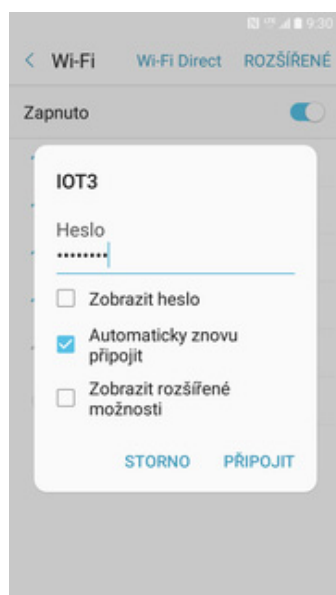 9:30
Wi-Fi Wi-Fi Direct ROZŠÍŘENÉ
Zapnuto
IOT3
Heslo
••••••••
Zobrazit heslo
Automaticky znovu
připojit
Zobrazit rozšířené
možnosti
STORNO PŘIPOJIT